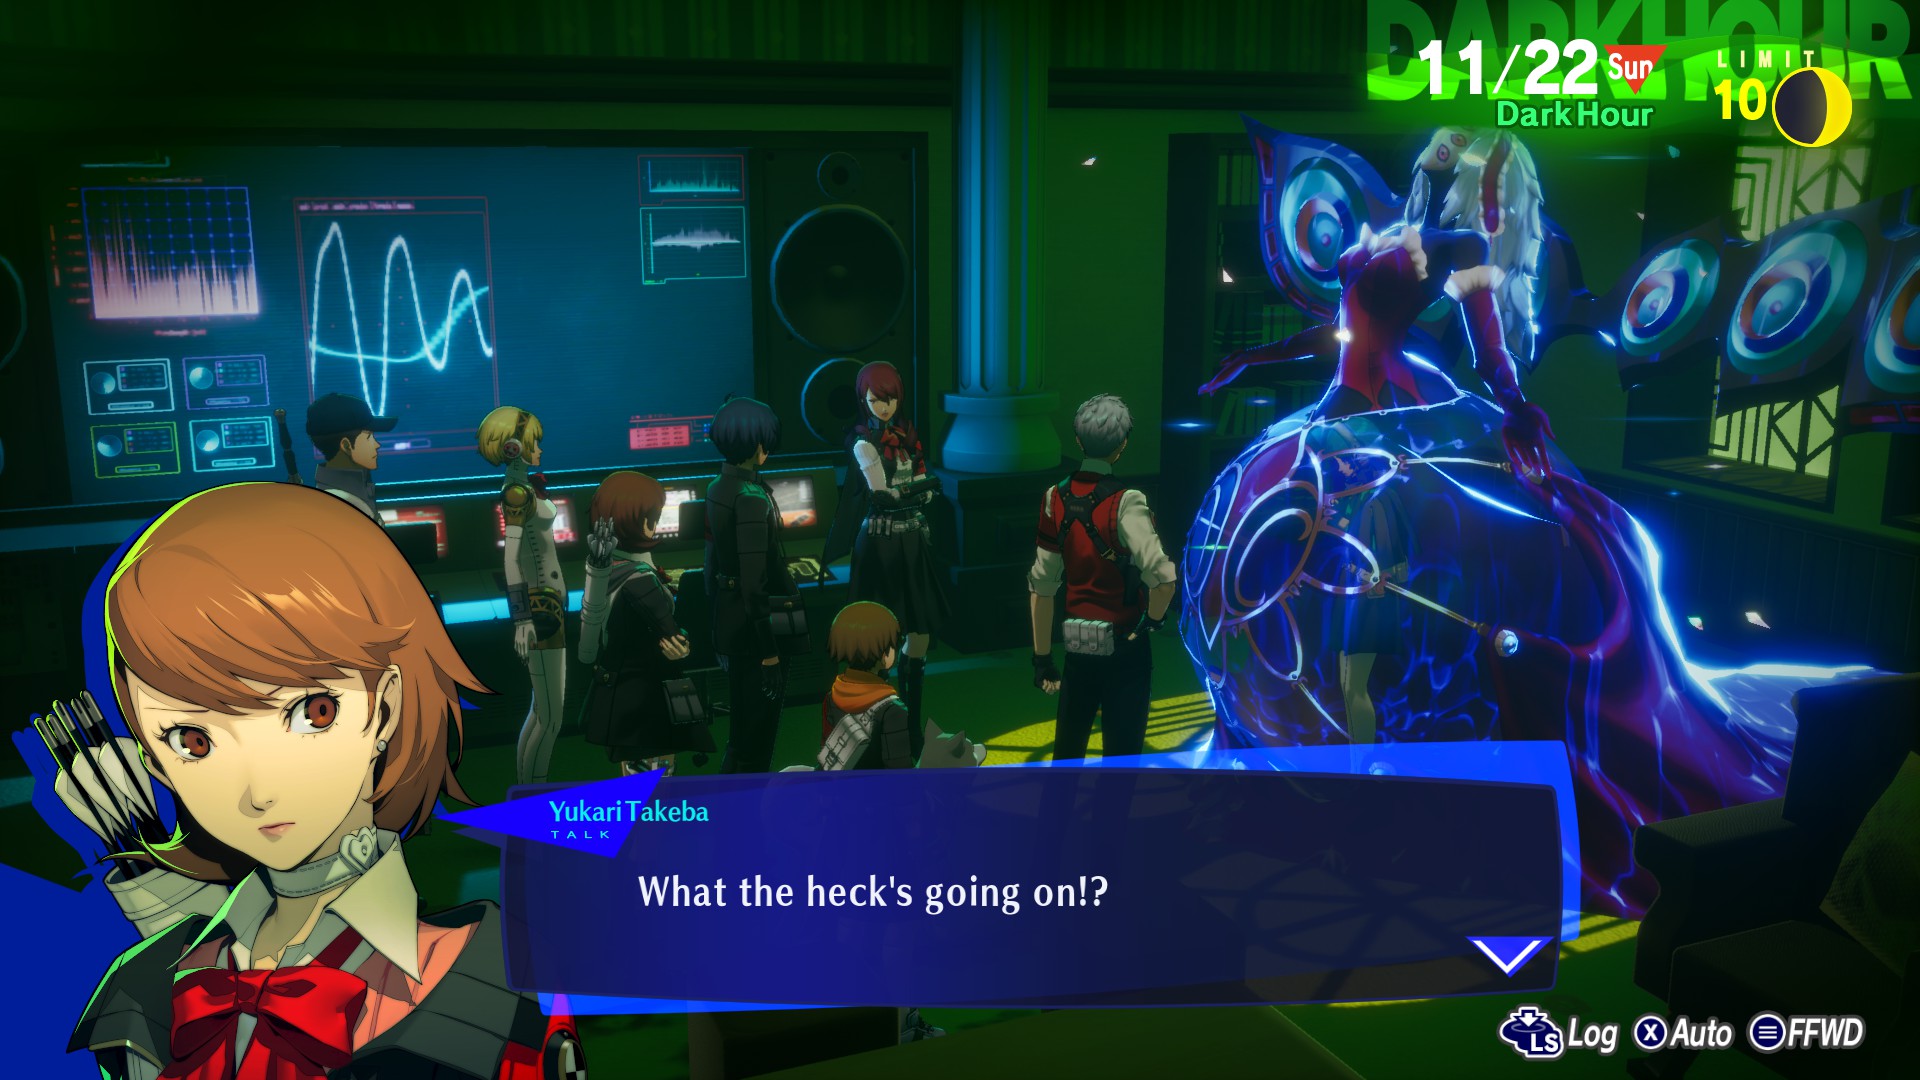 DARK HOUR
11/22 Sun
Dark Hour
LIMIT
10
Yukari Takeba
TALK
What the heck's going on!?
LS Log X Auto FFWD